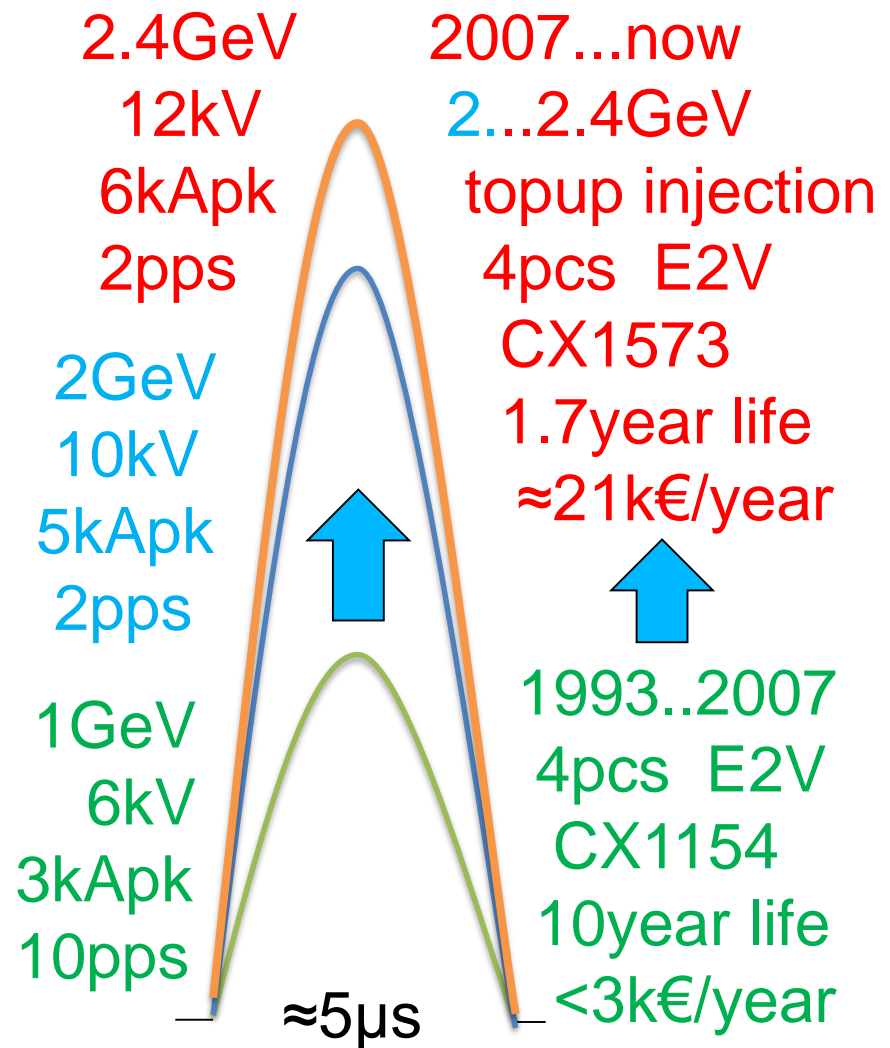 2.4GeV
12kV
6kApk
2pps
2007...now
2...2.4GeV
topup injection
4pcs E2V
CX1573
1.7year life
≈21k€/year
2GeV
10kV
5kApk
2pps
1GeV
6kV
3kApk
10pps
1993..2007
4pcs E2V
CX1154
10year life
<3k€/year
≈5µs